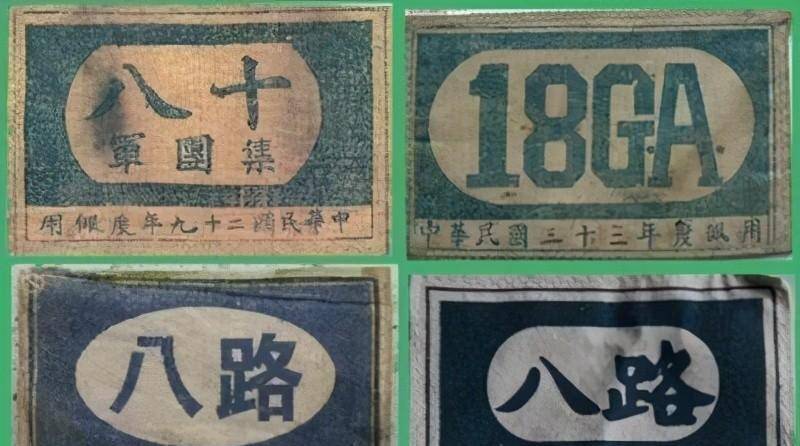 十八
集團軍
中華民國二十九年度佩用
18GA
中華民國三十三年度佩用
八路
八路